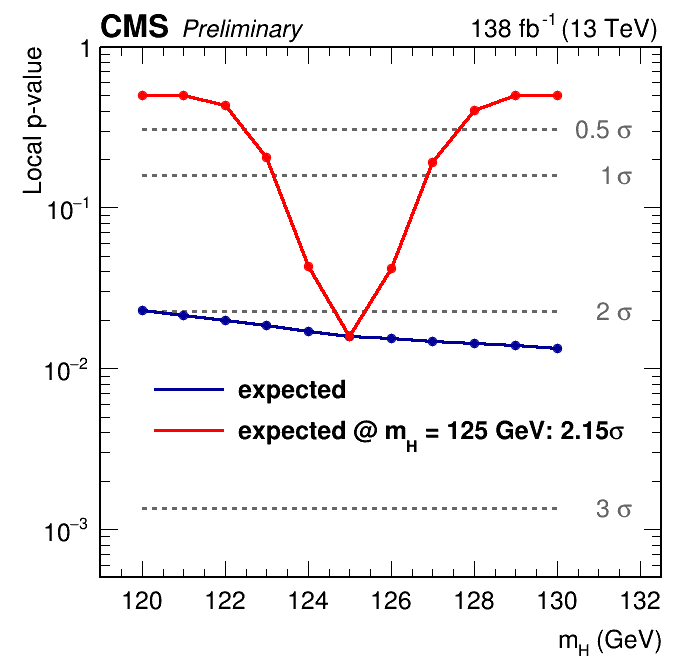 CMS Preliminary 138 fb⁻¹ (13 TeV)
Local p-value
1
0.5 σ
1 σ
10⁻¹
2 σ
10⁻²
expected
expected @ m_H = 125 GeV: 2.15σ
3 σ
10⁻³
120 122 124 126 128 130 132
m_H (GeV)